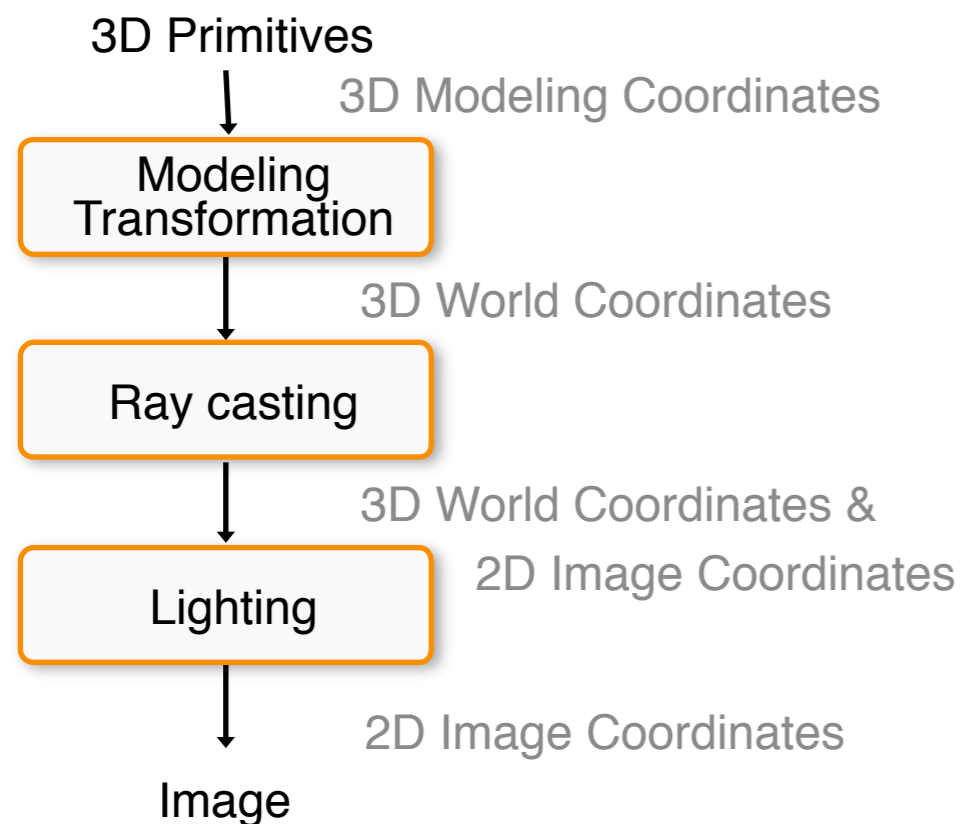 3D Primitives
3D Modeling Coordinates
Modeling
Transformation
3D World Coordinates
Ray casting
3D World Coordinates &
2D Image Coordinates
Lighting
2D Image Coordinates
Image